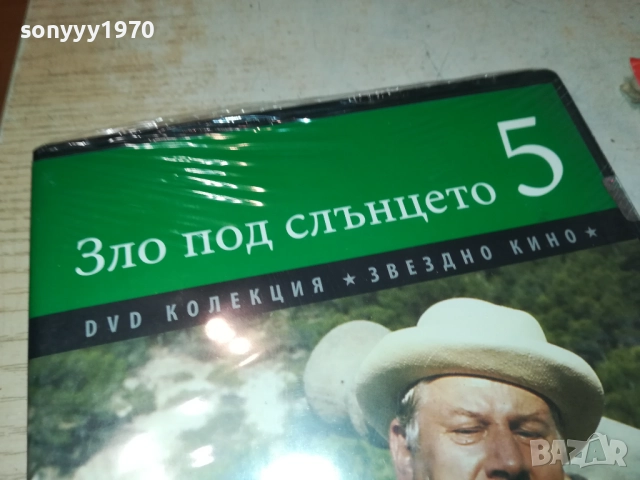 sonyyy1970
Зло под слънцето 5
DVD КОЛЕКЦИЯ ★ ЗВЕЗДНО КИНО ★
BAZAR